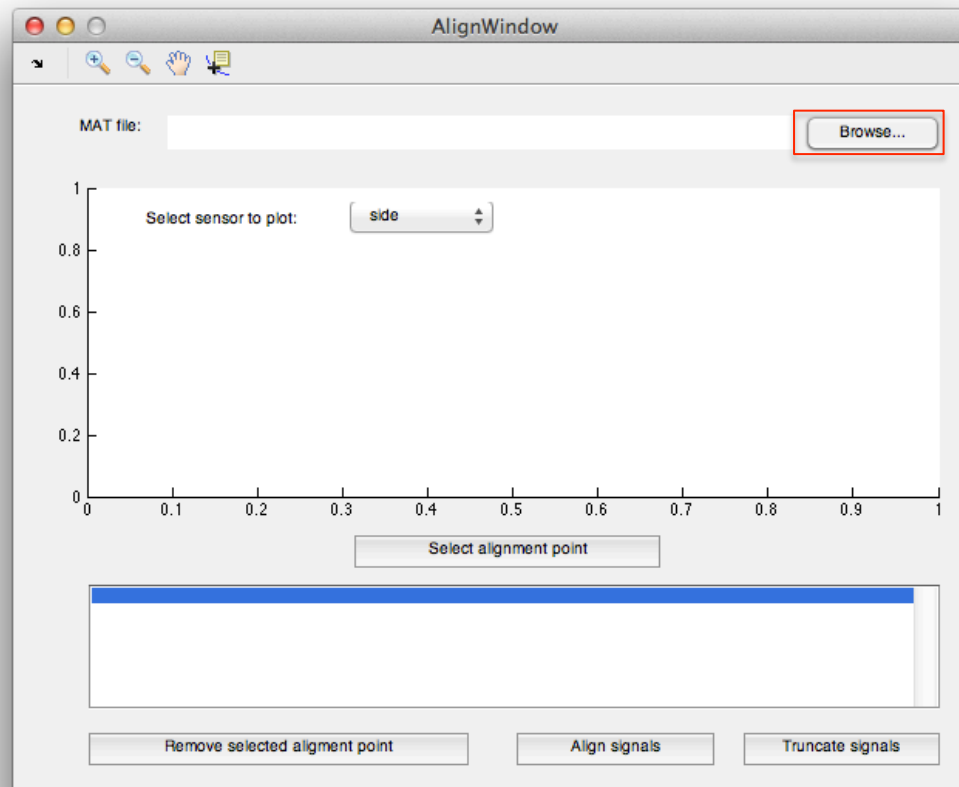 AlignWindow
MAT file:
Browse...
1
Select sensor to plot:
side
0.8
0.6
0.4
0.2
0
0 0.1 0.2 0.3 0.4 0.5 0.6 0.7 0.8 0.9 1
Select alignment point
Remove selected aligment point
Align signals
Truncate signals